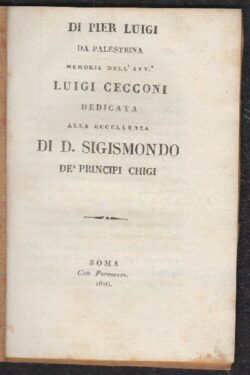 DI PIER LUIGI
DA PALESTRINA
MEMORIA DELL'AVV.º
LUIGI CECCONI
DEDICATA
ALLA ECCELLENZA
DI D. SIGISMONDO
DE' PRINCIPI CHIGI
ROMA
Con Permesso.